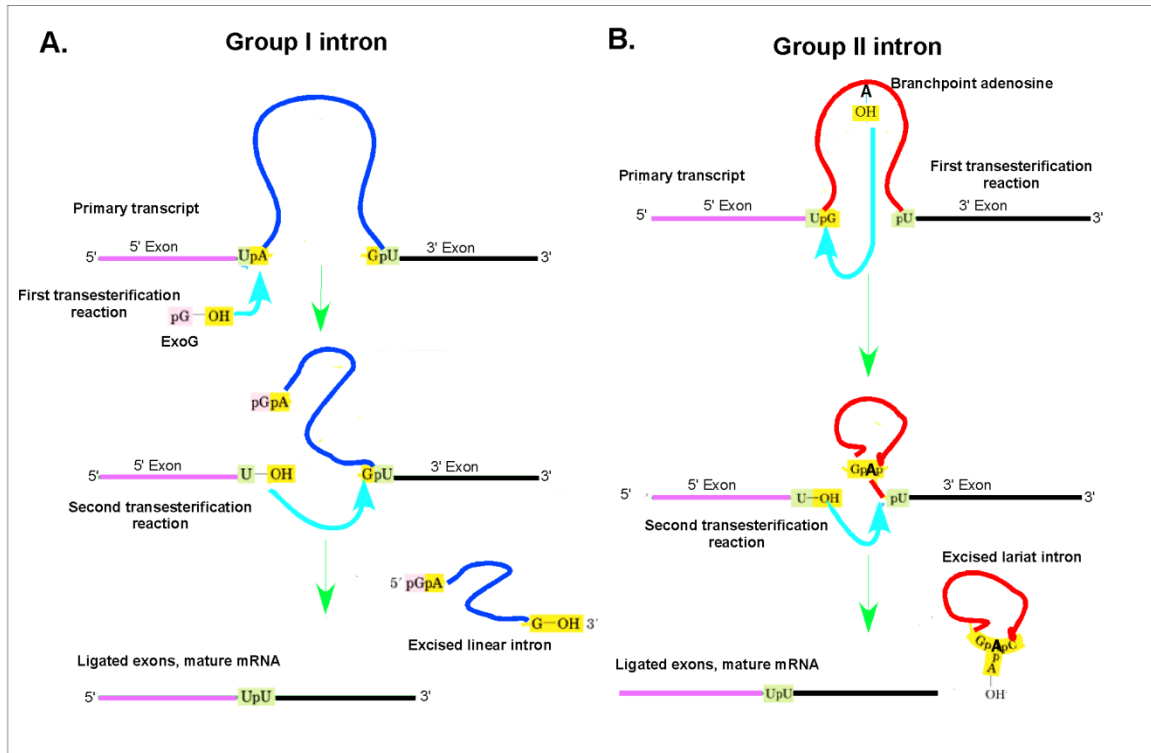 A.
Group I intron
Primary transcript
5' Exon
3' Exon
5'
UpA
GpU
3'
First transesterification
reaction
pG OH
ExoG
pGpA
5' Exon
3' Exon
5'
U OH
GpU
3'
Second transesterification
reaction
5' pGpA
G OH 3'
Excised linear intron
Ligated exons, mature mRNA
5'
UpU
3'
B.
Group II intron
A
Branchpoint adenosine
OH
First transesterification
reaction
Primary transcript
5' Exon
3' Exon
5'
UpG
pU
3'
GpAp
5' Exon
3' Exon
5'
U OH
pU
3'
Second transesterification
reaction
Excised lariat intron
GpApC
p
A
OH
Ligated exons, mature mRNA
UpU